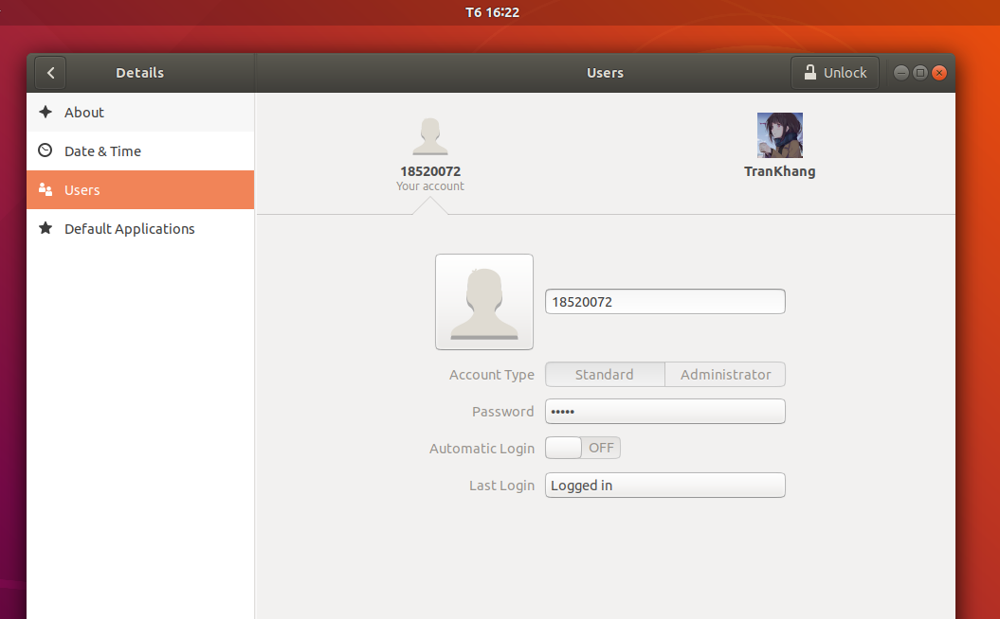 T6 16:22
Details
Users
Unlock
About
Date & Time
Users
Default Applications
18520072
Your account
TranKhang
18520072
Account Type
Standard
Administrator
Password
•••••
Automatic Login
OFF
Last Login
Logged in